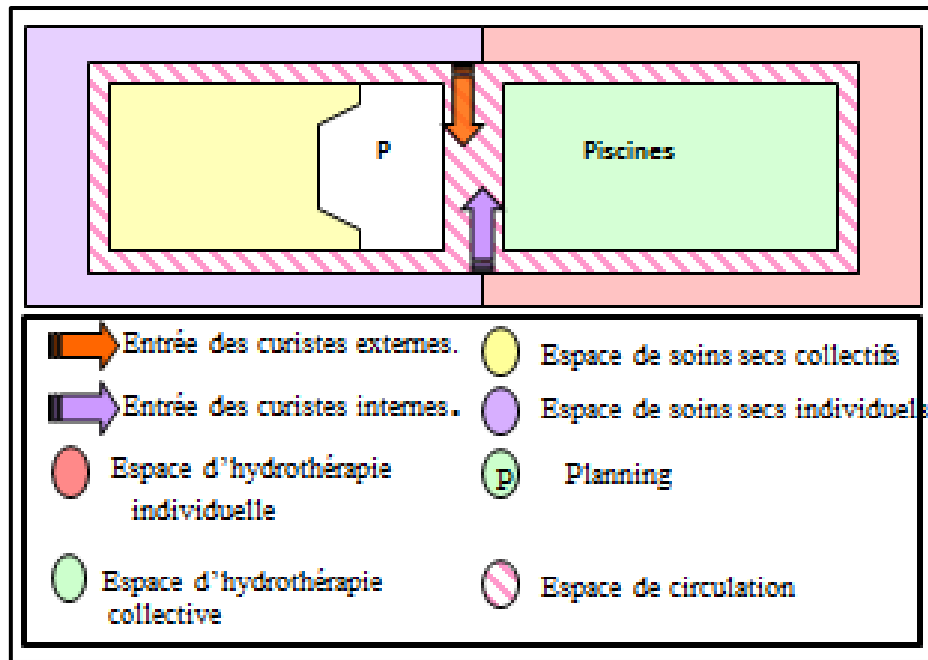 P
Piscines
Entrée des curistes externes.
Entrée des curistes internes.
Espace d'hydrothérapie
individuelle
Espace d'hydrothérapie
collective
Espace de soins secs collectifs
Espace de soins secs individuels
p
Planning
Espace de circulation